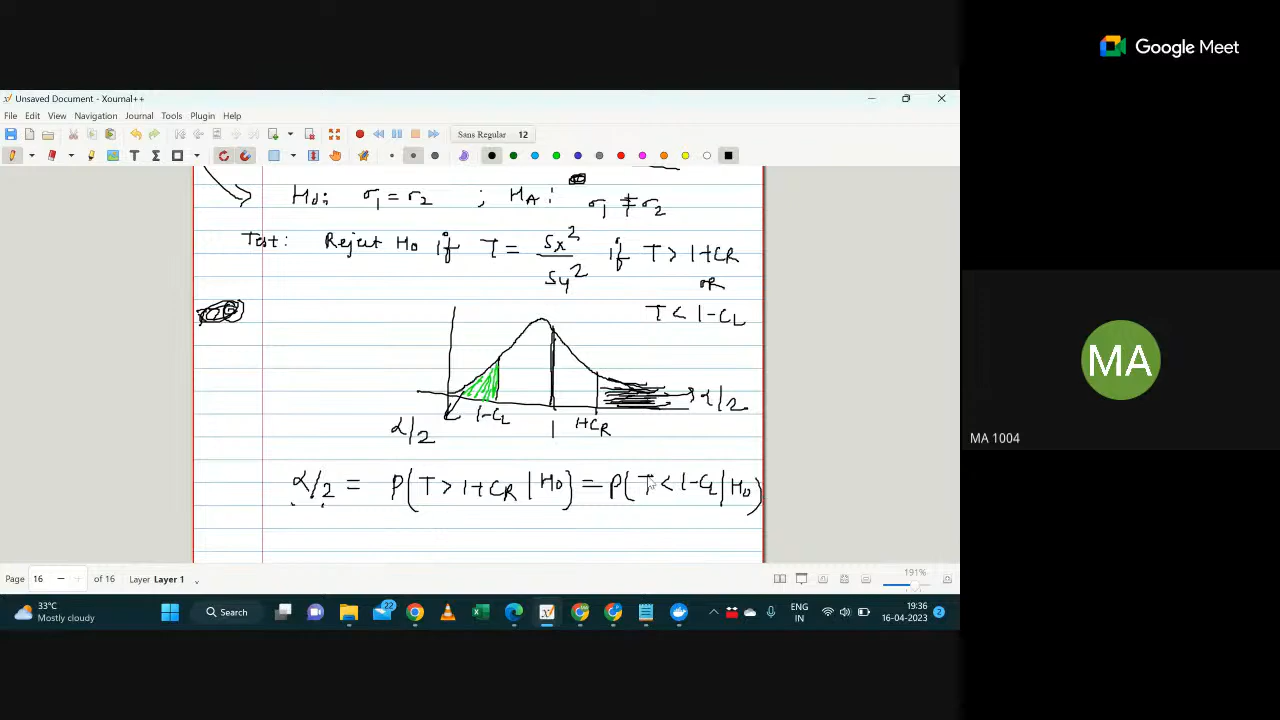 Google Meet
Unsaved Document - Xournal++
File Edit View Navigation Journal Tools Plugin Help
Sans Regular 12
H0: σ1 = σ2 ; HA: σ1 ≠ σ2
Test: Reject H0 if T = Sx² / Sy² if T > 1+CR
OR
T < 1-CL
α/2
1-CL 1 1+CR
α/2
α/2 = P(T > 1+CR | H0) = P(T < 1-CL | H0)
MA
MA 1004
Page 16 of 16 Layer Layer 1 191%
33°C
Mostly cloudy
Search
22
ENG
IN
19:36
16-04-2023
2